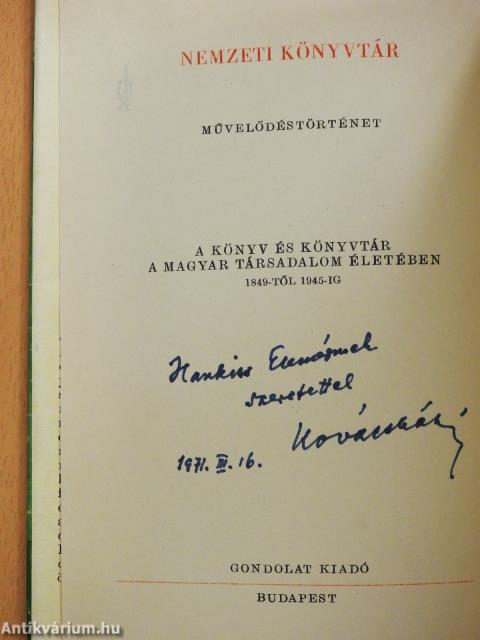 NEMZETI KÖNYVTÁR
MŰVELŐDÉSTÖRTÉNET
A KÖNYV ÉS KÖNYVTÁR
A MAGYAR TÁRSADALOM ÉLETÉBEN
1849-TŐL 1945-IG
Hankiss Elemérnek
szeretettel
1971. III. 16.
GONDOLAT KIADÓ
BUDAPEST
Antikvárium.hu